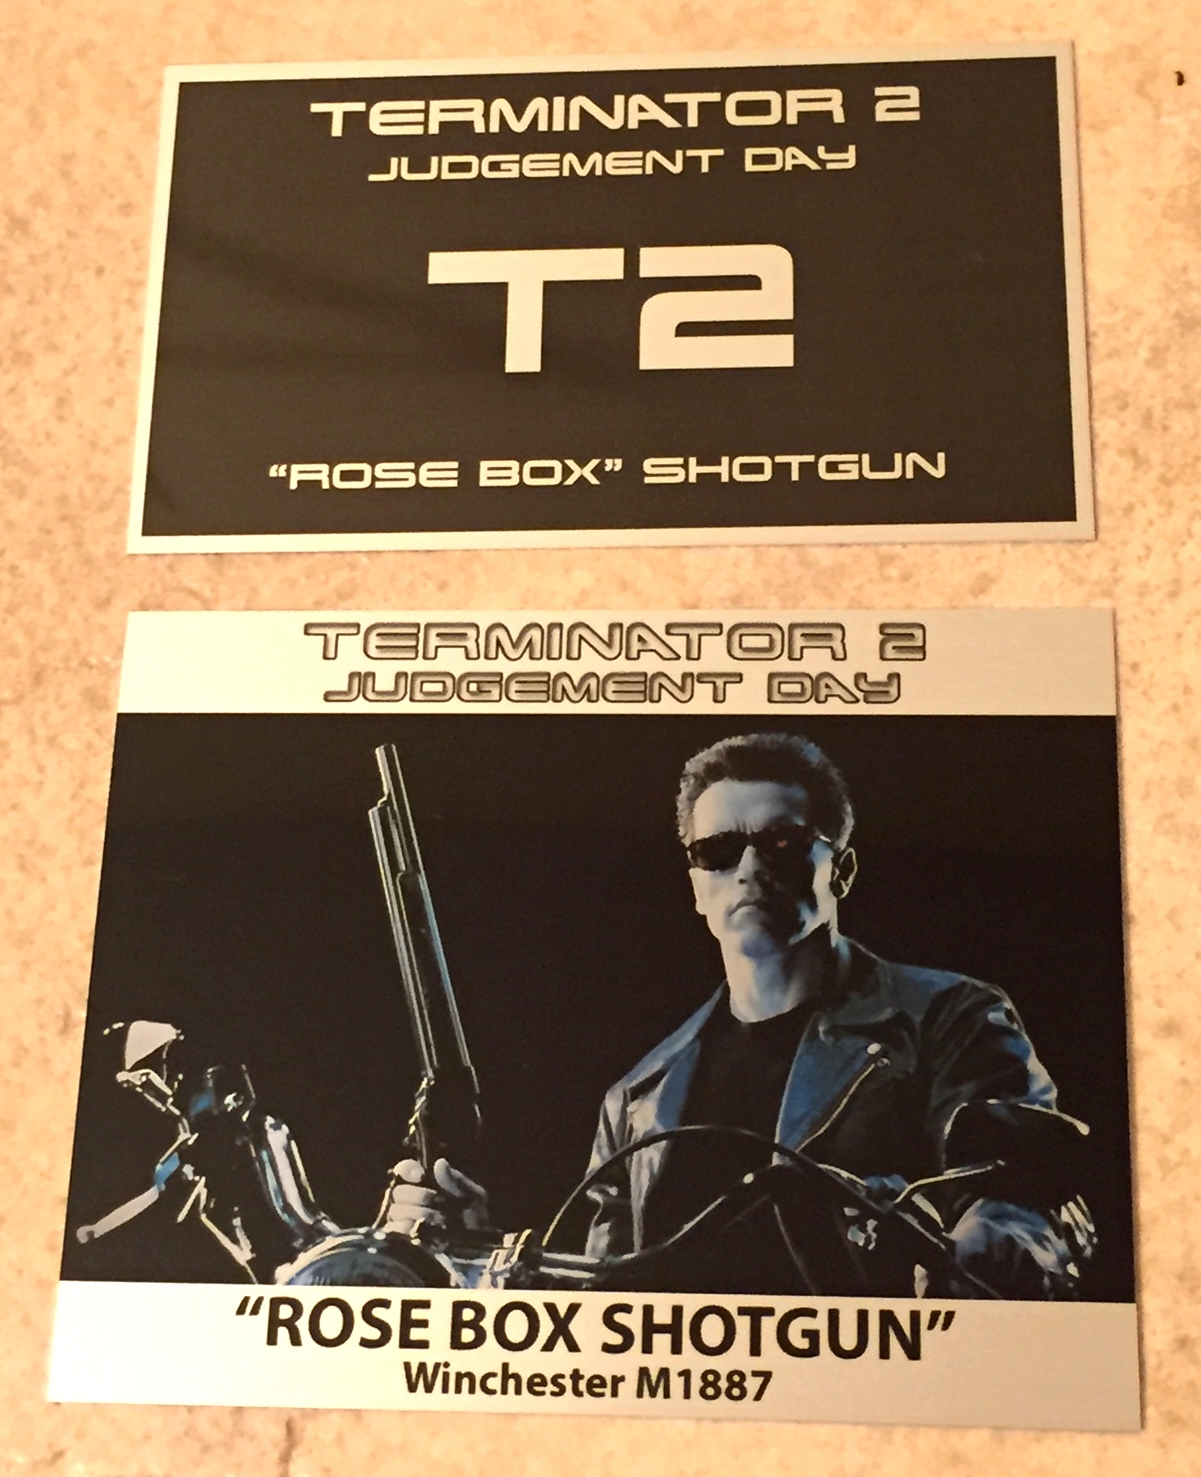 TERMINATOR 2
JUDGEMENT DAY
T2
“ROSE BOX” SHOTGUN
TERMINATOR 2
JUDGEMENT DAY
“ROSE BOX SHOTGUN”
Winchester M1887